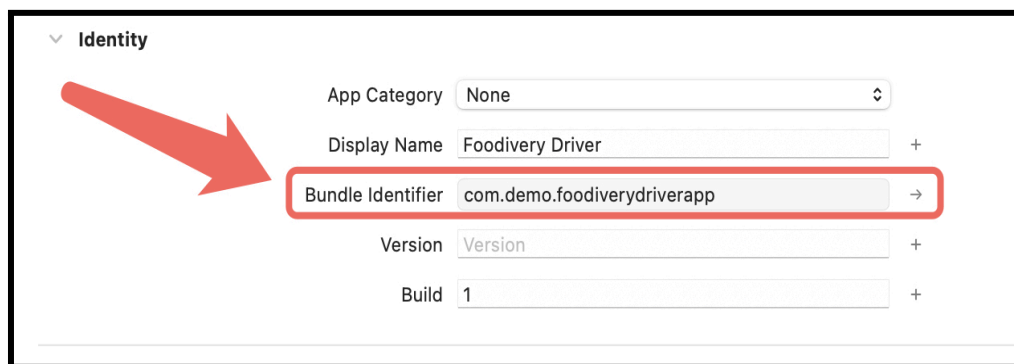 Identity
App Category None
Display Name Foodivery Driver
Bundle Identifier com.demo.foodiverydriverapp
Version Version
Build 1